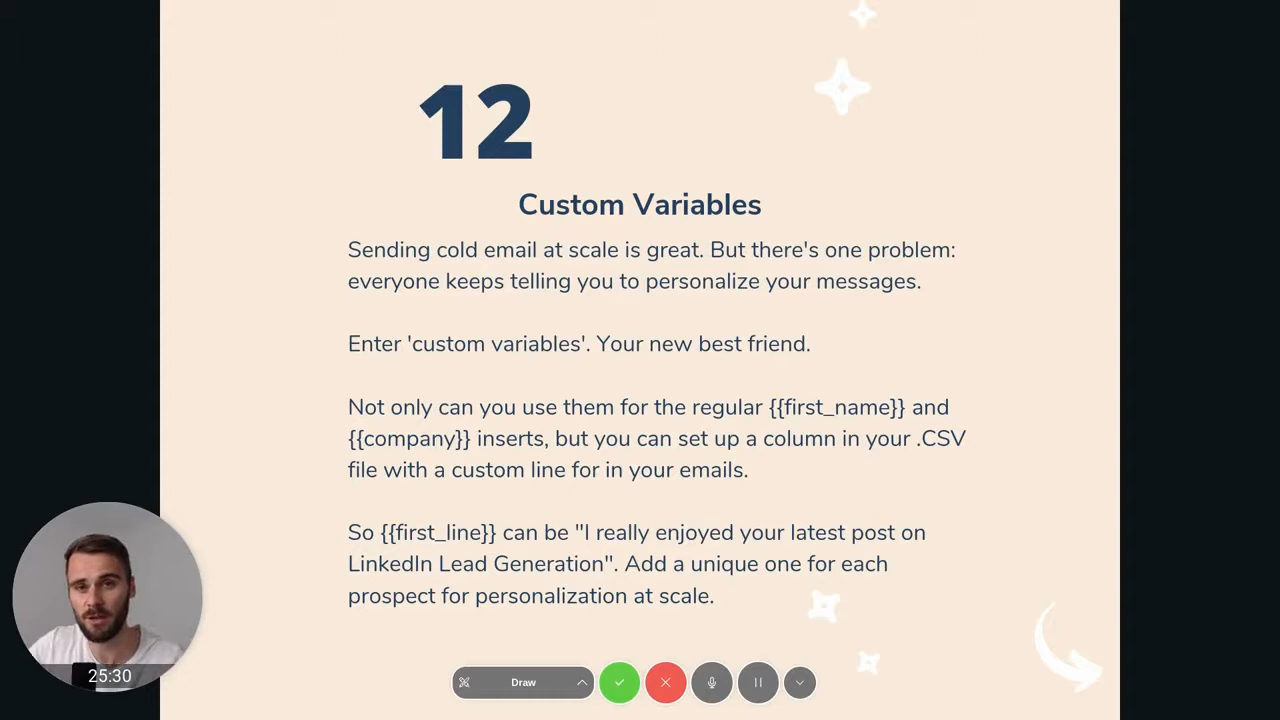 12
Custom Variables
Sending cold email at scale is great. But there's one problem:
everyone keeps telling you to personalize your messages.
Enter 'custom variables'. Your new best friend.
Not only can you use them for the regular {{first_name}} and
{{company}} inserts, but you can set up a column in your .CSV
file with a custom line for in your emails.
So {{first_line}} can be "I really enjoyed your latest post on
LinkedIn Lead Generation". Add a unique one for each
prospect for personalization at scale.
25:30
Draw